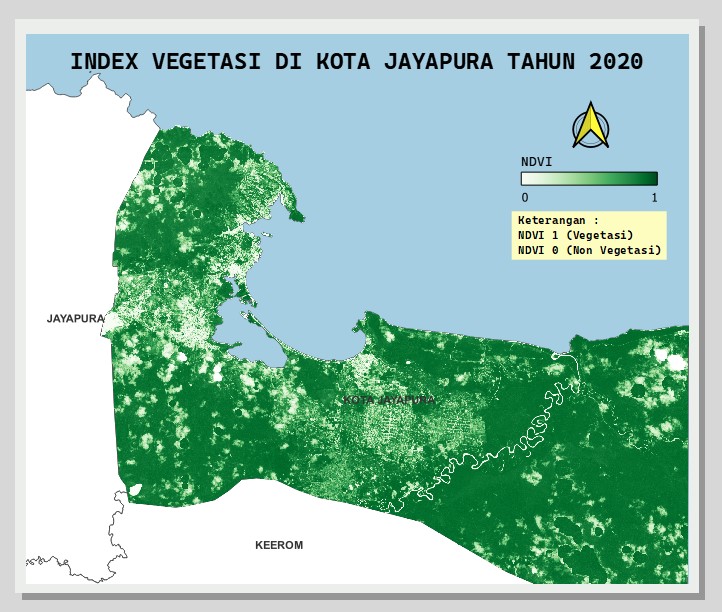 INDEX VEGETASI DI KOTA JAYAPURA TAHUN 2020
NDVI
0 1
Keterangan :
NDVI 1 (Vegetasi)
NDVI 0 (Non Vegetasi)
JAYAPURA
KOTA JAYAPURA
KEEROM